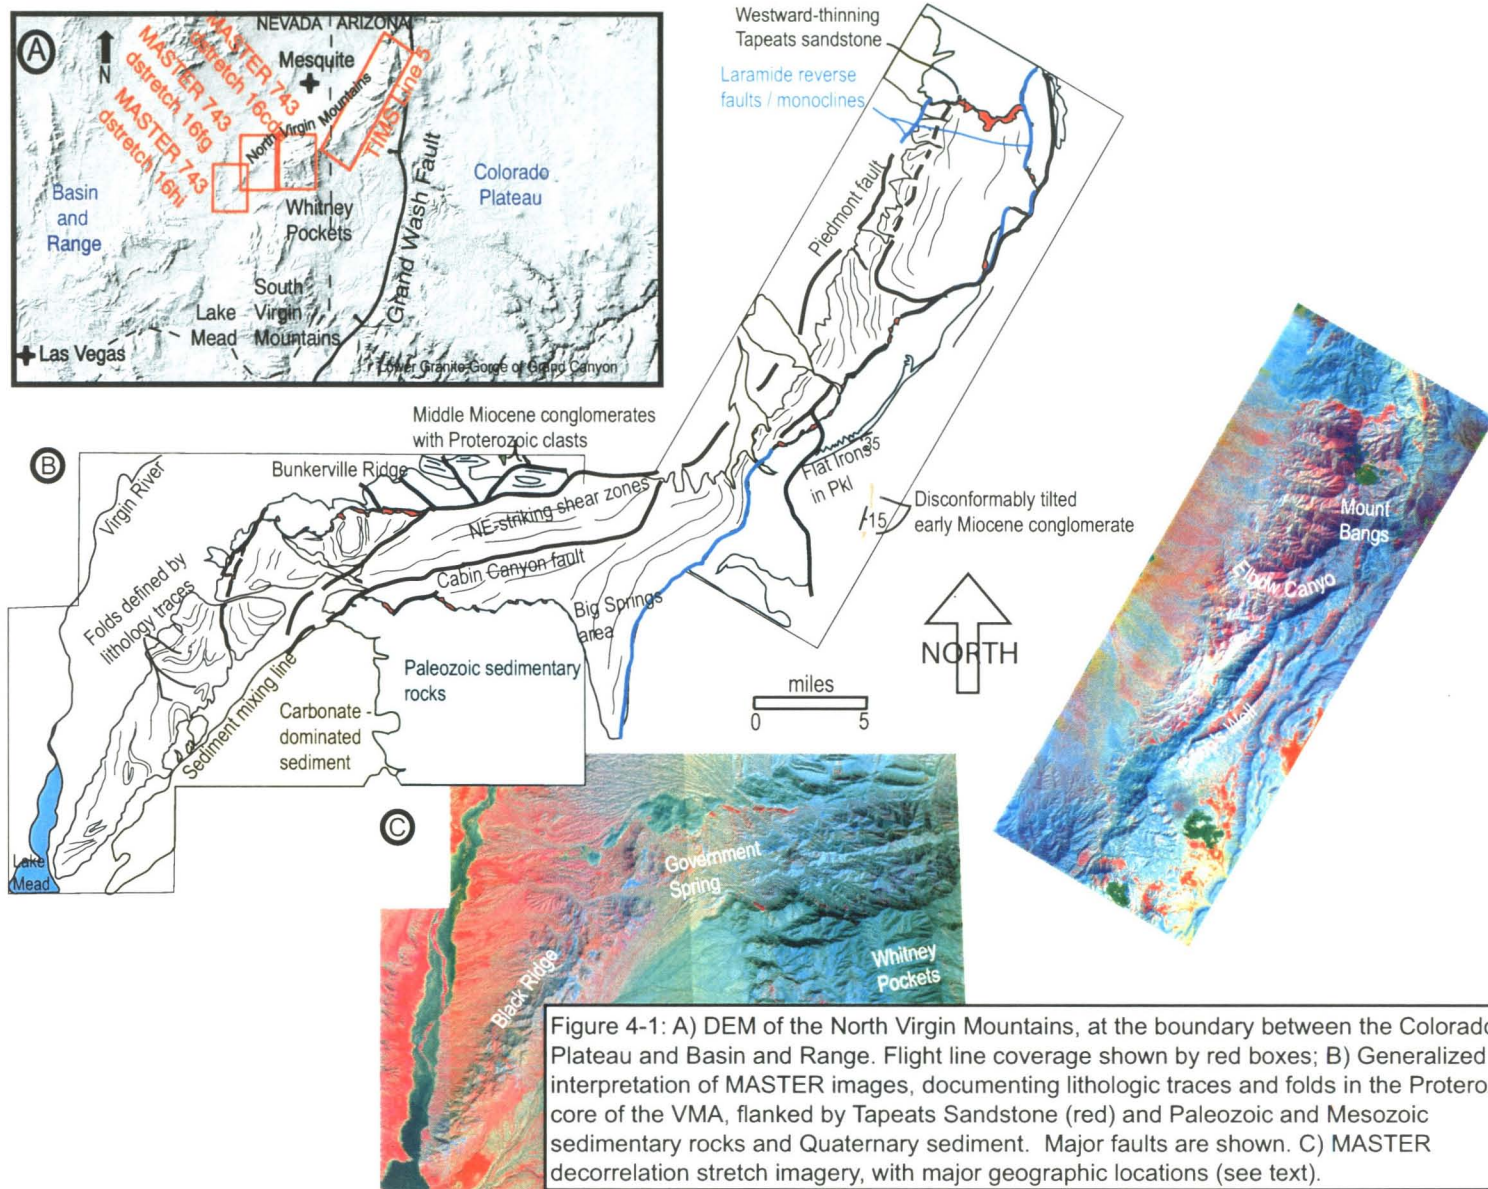 A
N
NEVADA
ARIZONA
Mesquite
MASTER 743
dstretch 16cd
MASTER 743
dstretch 16fg
MASTER 743
dstretch 16hi
North Virgin Mountains
TIMS Line 5
Basin
and
Range
Colorado
Plateau
Whitney
Pockets
Grand Wash Fault
South
Virgin
Mountains
Lake
Mead
Las Vegas
Lower Granite Gorge of Grand Canyon
Westward-thinning
Tapeats sandstone
Laramide reverse
faults / monoclines
Piedmont fault
B
Middle Miocene conglomerates
with Proterozoic clasts
Bunkerville Ridge
Virgin River
NE-striking shear zones
Cabin Canyon fault
Folds defined by
lithology traces
Flat Irons
in Pkl
35
15
Disconformably tilted
early Miocene conglomerate
Big Springs
area
NORTH
Sediment mixing line
Paleozoic sedimentary
rocks
Carbonate -
dominated
sediment
miles
0 5
Lake
Mead
Mount
Bangs
Elbow Canyo
Well
C
Government
Spring
Black Ridge
Whitney
Pockets
Figure 4-1: A) DEM of the North Virgin Mountains, at the boundary between the Colorad
Plateau and Basin and Range. Flight line coverage shown by red boxes; B) Generalized
interpretation of MASTER images, documenting lithologic traces and folds in the Protero
core of the VMA, flanked by Tapeats Sandstone (red) and Paleozoic and Mesozoic
sedimentary rocks and Quaternary sediment. Major faults are shown. C) MASTER
decorrelation stretch imagery, with major geographic locations (see text).